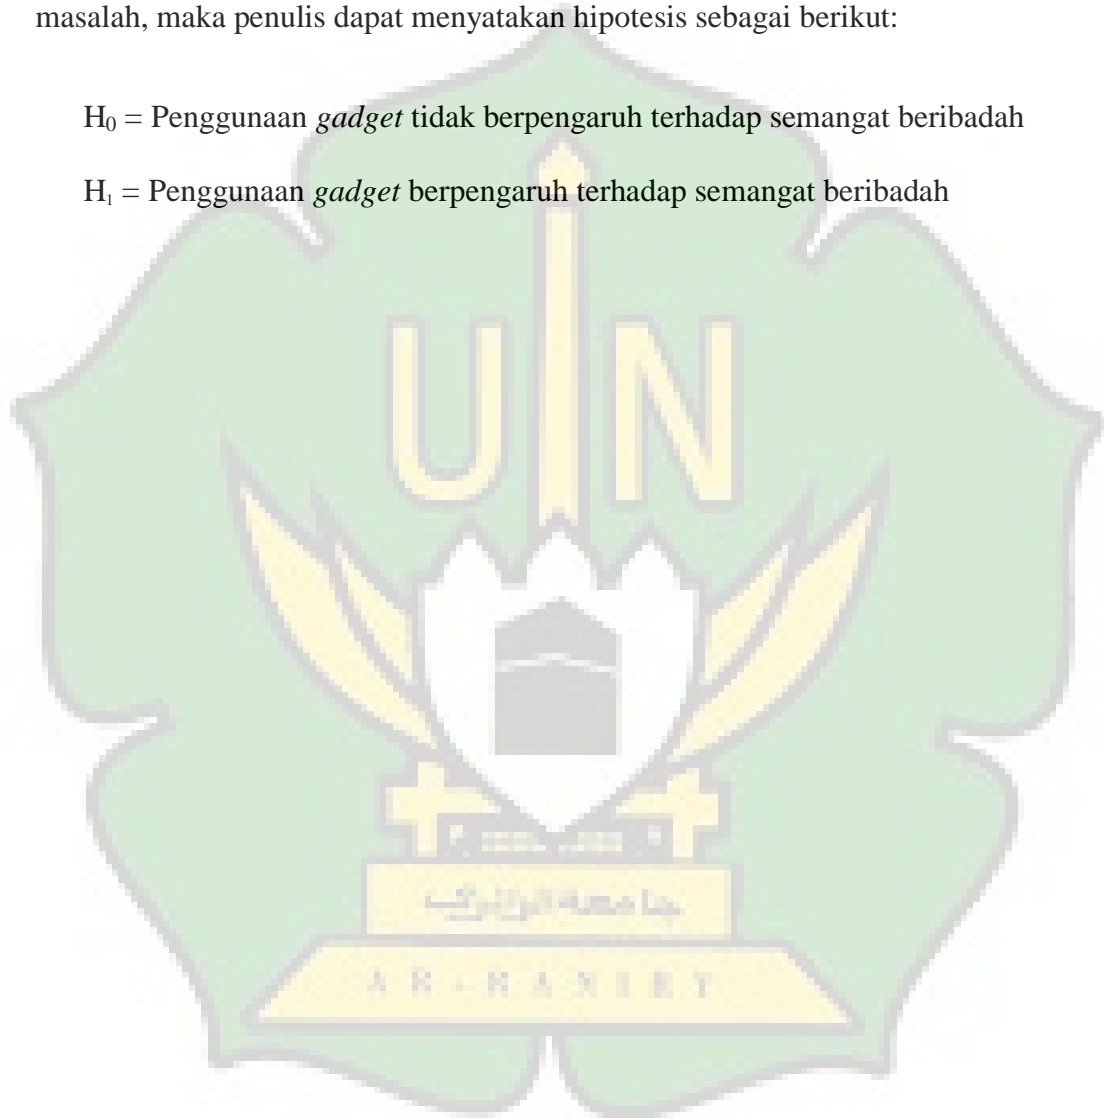 masalah, maka penulis dapat menyatakan hipotesis sebagai berikut:
H₀ = Penggunaan gadget tidak berpengaruh terhadap semangat beribadah
H₁ = Penggunaan gadget berpengaruh terhadap semangat beribadah
UIN
AR-RANIRY